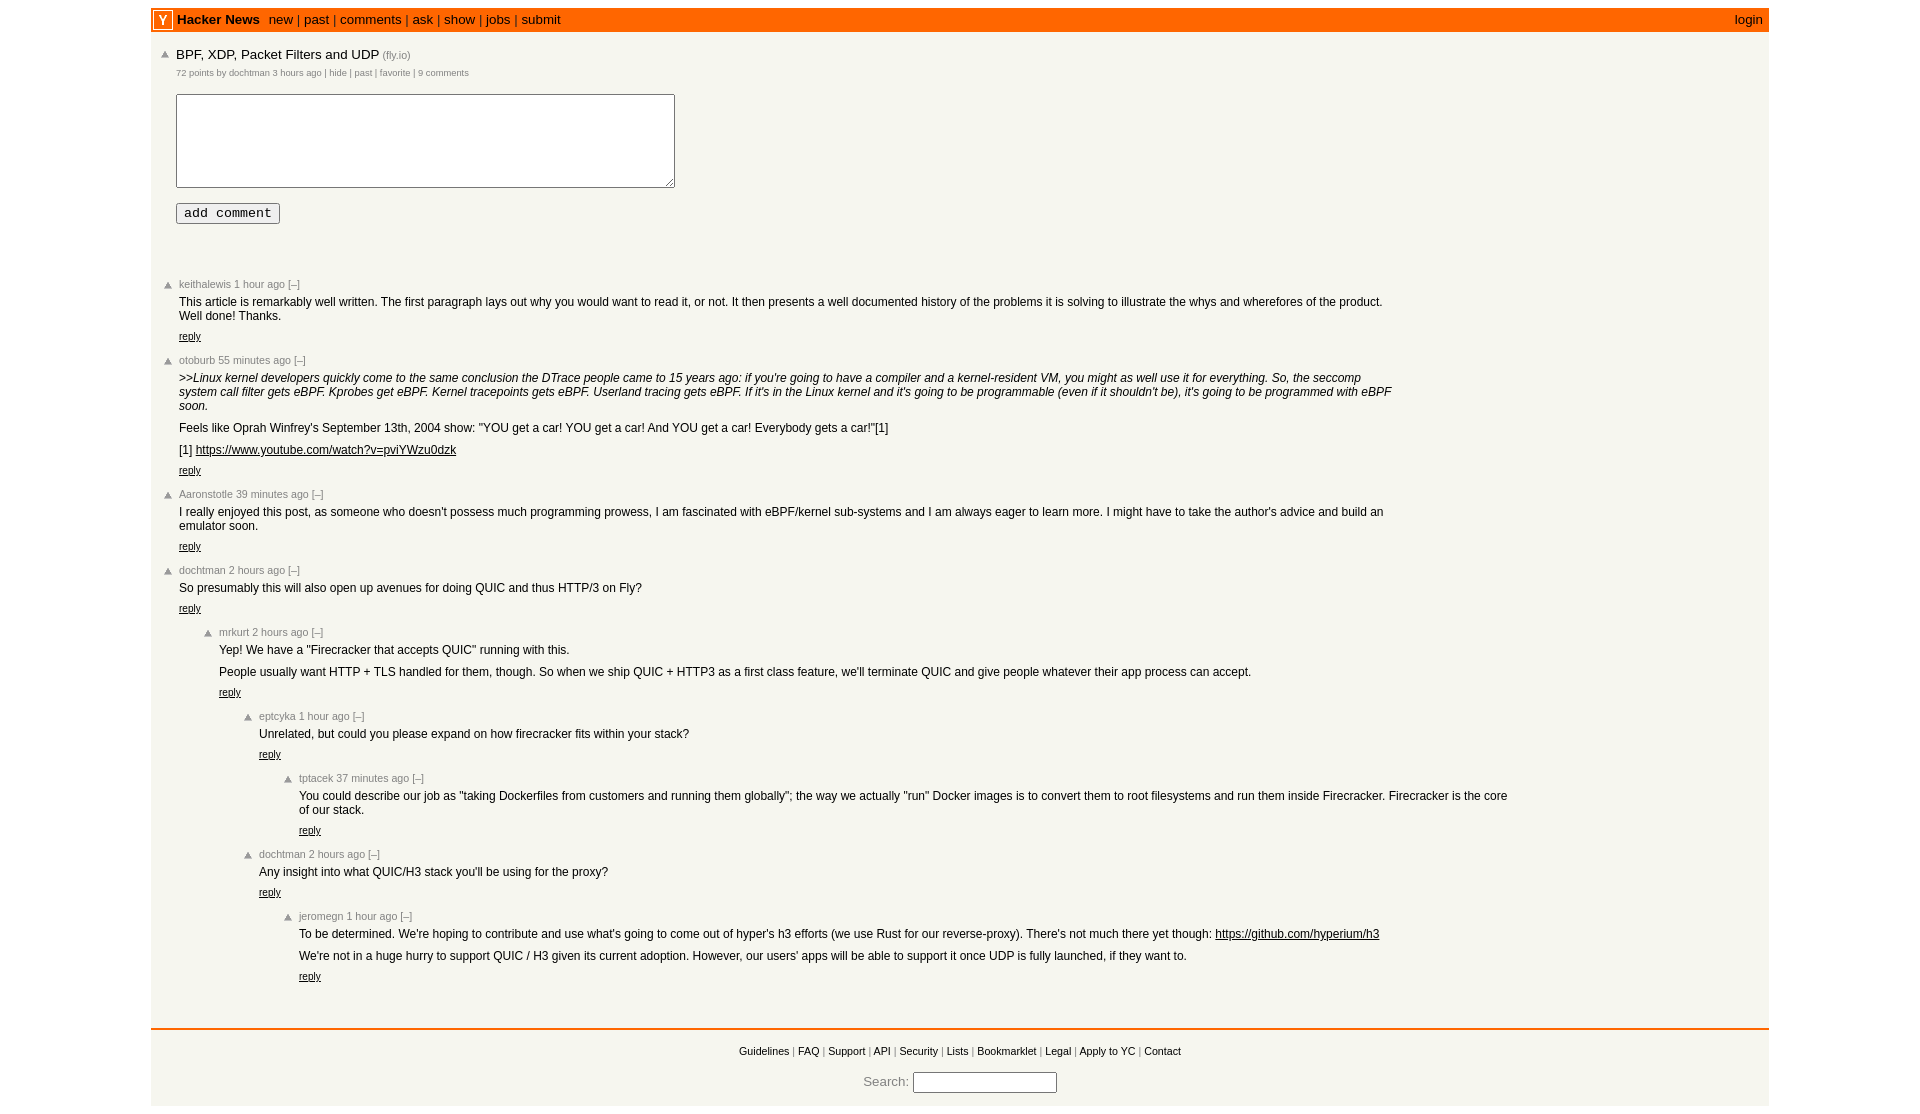 Y Hacker News new | past | comments | ask | show | jobs | submit login
BPF, XDP, Packet Filters and UDP (fly.io)
72 points by dochtman 3 hours ago | hide | past | favorite | 9 comments
add comment
keithalewis 1 hour ago [–]
This article is remarkably well written. The first paragraph lays out why you would want to read it, or not. It then presents a well documented history of the problems it is solving to illustrate the whys and wherefores of the product.
Well done! Thanks.
reply
otoburb 55 minutes ago [–]
>>Linux kernel developers quickly come to the same conclusion the DTrace people came to 15 years ago: if you're going to have a compiler and a kernel-resident VM, you might as well use it for everything. So, the seccomp
system call filter gets eBPF. Kprobes get eBPF. Kernel tracepoints gets eBPF. Userland tracing gets eBPF. If it's in the Linux kernel and it's going to be programmable (even if it shouldn't be), it's going to be programmed with eBPF
soon.
Feels like Oprah Winfrey's September 13th, 2004 show: "YOU get a car! YOU get a car! And YOU get a car! Everybody gets a car!"[1]
[1] https://www.youtube.com/watch?v=pviYWzu0dzk
reply
Aaronstotle 39 minutes ago [–]
I really enjoyed this post, as someone who doesn't possess much programming prowess, I am fascinated with eBPF/kernel sub-systems and I am always eager to learn more. I might have to take the author's advice and build an
emulator soon.
reply
dochtman 2 hours ago [–]
So presumably this will also open up avenues for doing QUIC and thus HTTP/3 on Fly?
reply
mrkurt 2 hours ago [–]
Yep! We have a "Firecracker that accepts QUIC" running with this.
People usually want HTTP + TLS handled for them, though. So when we ship QUIC + HTTP3 as a first class feature, we'll terminate QUIC and give people whatever their app process can accept.
reply
eptcyka 1 hour ago [–]
Unrelated, but could you please expand on how firecracker fits within your stack?
reply
tptacek 37 minutes ago [–]
You could describe our job as "taking Dockerfiles from customers and running them globally"; the way we actually "run" Docker images is to convert them to root filesystems and run them inside Firecracker. Firecracker is the core
of our stack.
reply
dochtman 2 hours ago [–]
Any insight into what QUIC/H3 stack you'll be using for the proxy?
reply
jeromegn 1 hour ago [–]
To be determined. We're hoping to contribute and use what's going to come out of hyper's h3 efforts (we use Rust for our reverse-proxy). There's not much there yet though: https://github.com/hyperium/h3
We're not in a huge hurry to support QUIC / H3 given its current adoption. However, our users' apps will be able to support it once UDP is fully launched, if they want to.
reply
Guidelines | FAQ | Support | API | Security | Lists | Bookmarklet | Legal | Apply to YC | Contact
Search: